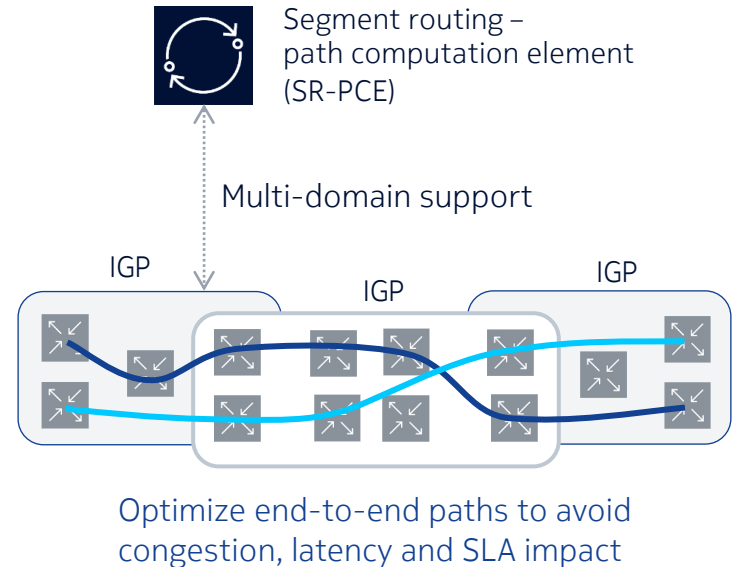 Segment routing –
path computation element
(SR-PCE)
Multi-domain support
IGP
IGP
IGP
Optimize end-to-end paths to avoid
congestion, latency and SLA impact